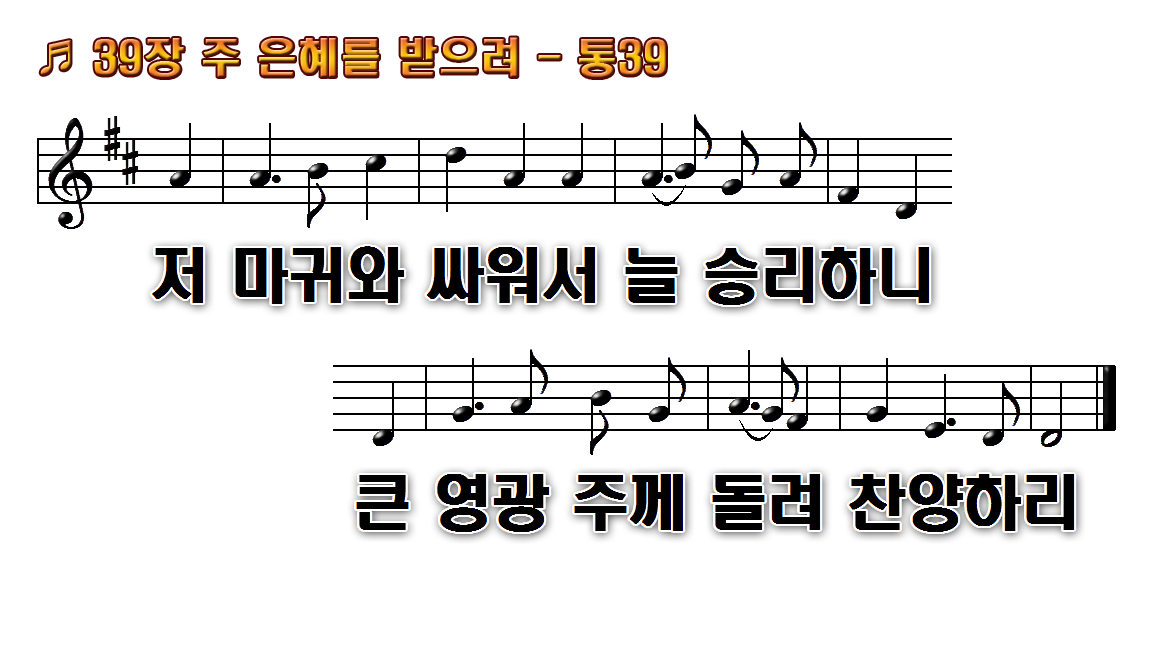 ♬ 39장 주 은혜를 받으려 - 통39
저 마귀와 싸워서 늘 승리하니
큰 영광 주께 돌려 찬양하리